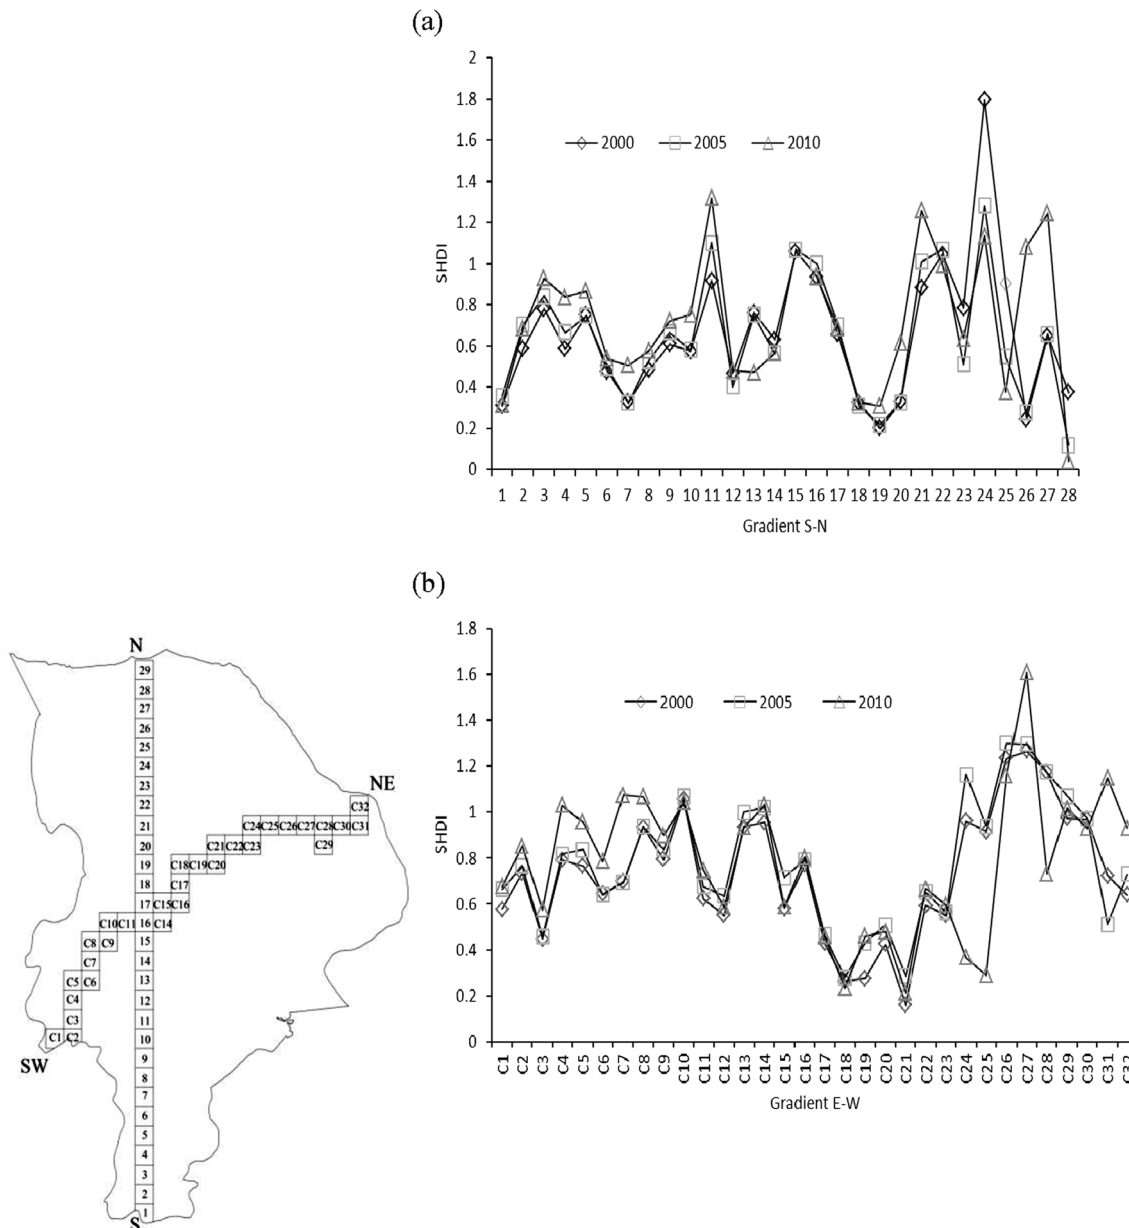 (a)
2
1.8
1.6
1.4
1.2
1
0.8
0.6
0.4
0.2
0
SHDI
2000 2005 2010
1 2 3 4 5 6 7 8 9 10 11 12 13 14 15 16 17 18 19 20 21 22 23 24 25 26 27 28
Gradient S-N
(b)
1.8
1.6
1.4
1.2
1
0.8
0.6
0.4
0.2
0
SHDI
2000 2005 2010
C1 C2 C3 C4 C5 C6 C7 C8 C9 C10 C11 C12 C13 C14 C15 C16 C17 C18 C19 C20 C21 C22 C23 C24 C25 C26 C27 C28 C29 C30 C31 C32
Gradient E-W
N
29
28
27
26
25
24
23
NE
22 C32
21 C24 C25 C26 C27 C28 C30 C31
20 C21 C22 C23 C29
19 C18 C19 C20
18 C17
17 C15 C16
C10 C11 16 C14
C8 C9 15
C7 14
C5 C6 13
C4 12
C3 11
C1 C2 10
SW
9
8
7
6
5
4
3
2
1
S